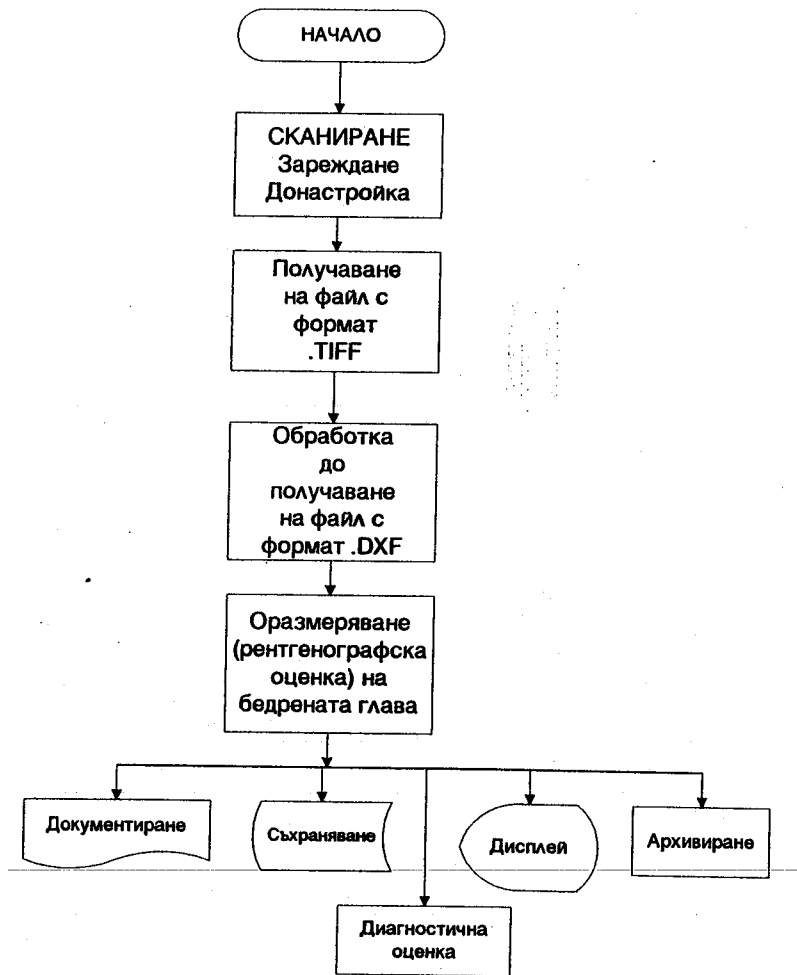 НАЧАЛО
СКАНИРАНЕ
Зареждане
Донастройка
Получаване
на файл с
формат
.TIFF
Обработка
до
получаване
на файл с
формат .DXF
Оразмеряване
(рентгенографска
оценка) на
бедрената глава
Документиране
Съхраняване
Дисплей
Архивиране
Диагностична
оценка